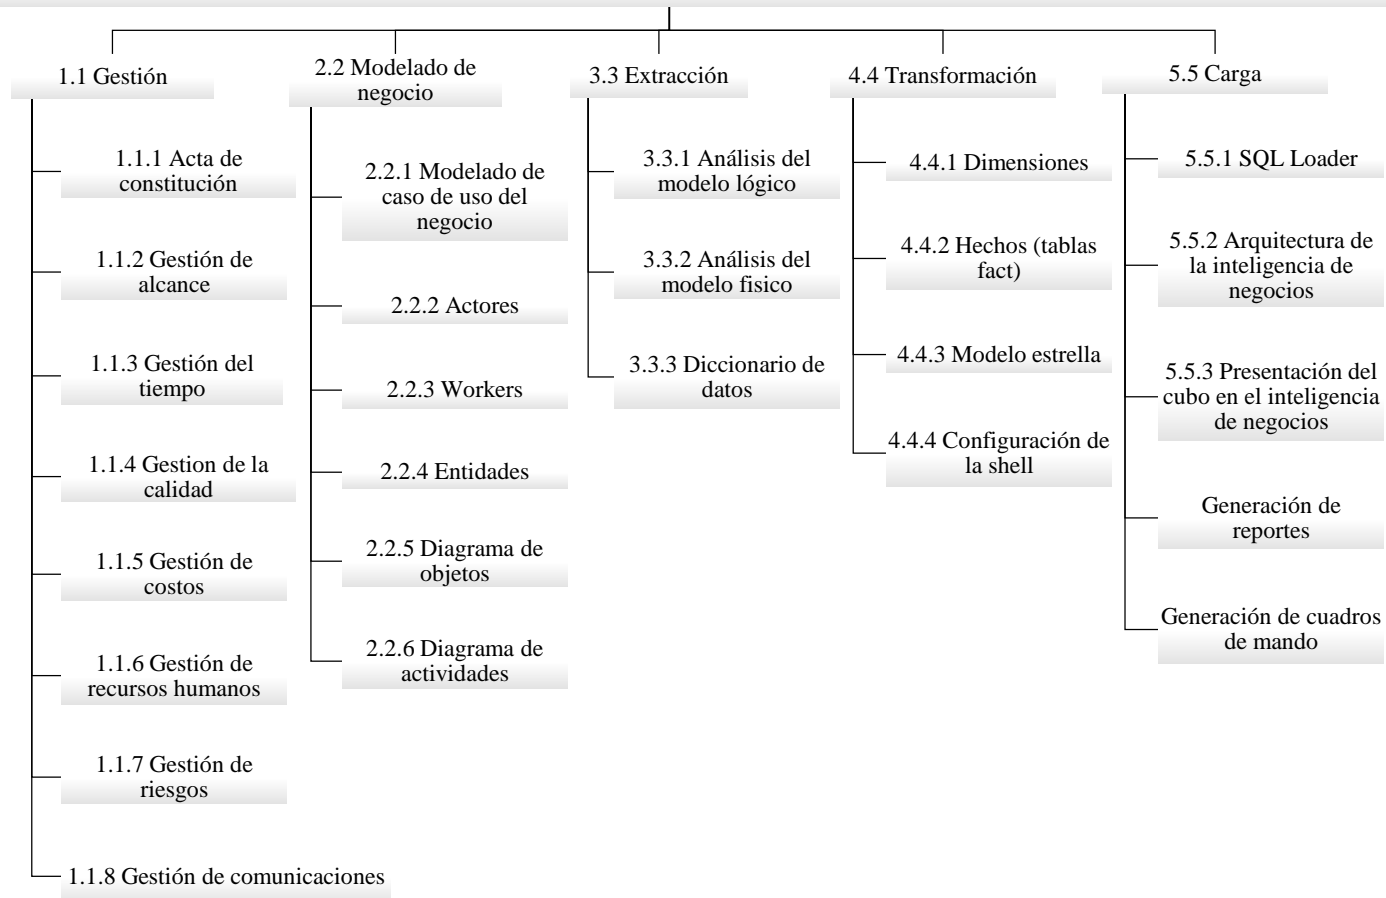 1.1 Gestión
1.1.1 Acta de
constitución
1.1.2 Gestión de
alcance
1.1.3 Gestión del
tiempo
1.1.4 Gestion de la
calidad
1.1.5 Gestión de
costos
1.1.6 Gestión de
recursos humanos
1.1.7 Gestión de
riesgos
1.1.8 Gestión de comunicaciones
2.2 Modelado de
negocio
2.2.1 Modelado de
caso de uso del
negocio
2.2.2 Actores
2.2.3 Workers
2.2.4 Entidades
2.2.5 Diagrama de
objetos
2.2.6 Diagrama de
actividades
3.3 Extracción
3.3.1 Análisis del
modelo lógico
3.3.2 Análisis del
modelo fisico
3.3.3 Diccionario de
datos
4.4 Transformación
4.4.1 Dimensiones
4.4.2 Hechos (tablas
fact)
4.4.3 Modelo estrella
4.4.4 Configuración de
la shell
5.5 Carga
5.5.1 SQL Loader
5.5.2 Arquitectura de
la inteligencia de
negocios
5.5.3 Presentación del
cubo en el inteligencia
de negocios
Generación de
reportes
Generación de cuadros
de mando